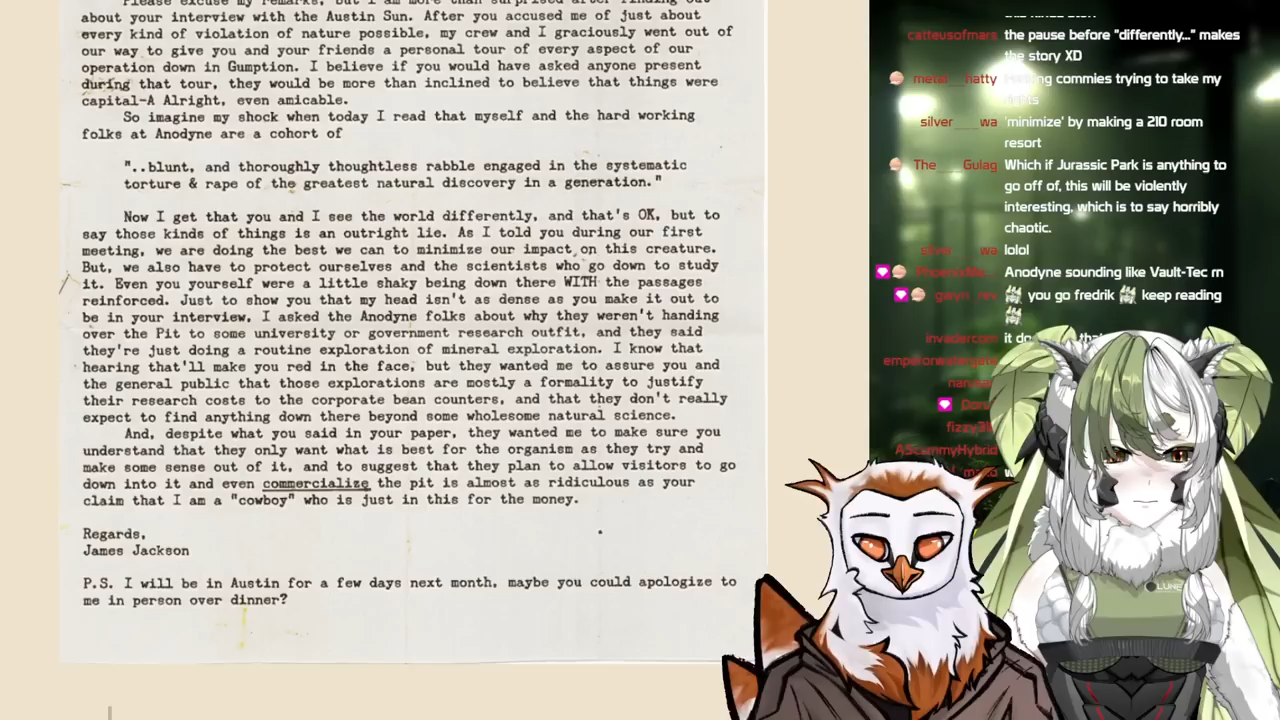 Please excuse my remarks, but I am more than surprised after finding out
about your interview with the Austin Sun. After you accused me of just about
every kind of violation of nature possible, my crew and I graciously went out of
our way to give you and your friends a personal tour of every aspect of our
operation down in Gumption. I believe if you would have asked anyone present
during that tour, they would be more than inclined to believe that things were
capital-A Alright, even amicable.
So imagine my shock when today I read that myself and the hard working
folks at Anodyne are a cohort of
"..blunt, and thoroughly thoughtless rabble engaged in the systematic
torture & rape of the greatest natural discovery in a generation."
Now I get that you and I see the world differently, and that's OK, but to
say those kinds of things is an outright lie. As I told you during our first
meeting, we are doing the best we can to minimize our impact on this creature.
But, we also have to protect ourselves and the scientists who go down to study
it. Even you yourself were a little shaky being down there WITH the passages
reinforced. Just to show you that my head isn't as dense as you make it out to
be in your interview, I asked the Anodyne folks about why they weren't handing
over the Pit to some university or government research outfit, and they said
they're just doing a routine exploration of mineral exploration. I know that
hearing that'll make you red in the face, but they wanted me to assure you and
the general public that those explorations are mostly a formality to justify
their research costs to the corporate bean counters, and that they don't really
expect to find anything down there beyond some wholesome natural science.
And, despite what you said in your paper, they wanted me to make sure you
understand that they only want what is best for the organism as they try and
make some sense out of it, and to suggest that they plan to allow visitors to go
down into it and even commercialize the pit is almost as ridiculous as your
claim that I am a "cowboy" who is just in this for the money.
Regards,
James Jackson
P.S. I will be in Austin for a few days next month, maybe you could apologize to
me in person over dinner?
catteusofmars the pause before "differently..." makes
the story XD
metal natty commies trying to take my
silver wa 'minimize' by making a 210 room
resort
The Gulag Which if Jurassic Park is anything to
go off of, this will be violently
interesting, which is to say horribly
chaotic.
silver wa lolol
Anodyne sounding like Vault-Tec rn
gwyn rev you go fredrik keep reading
invadercom it
AScummyHybrid